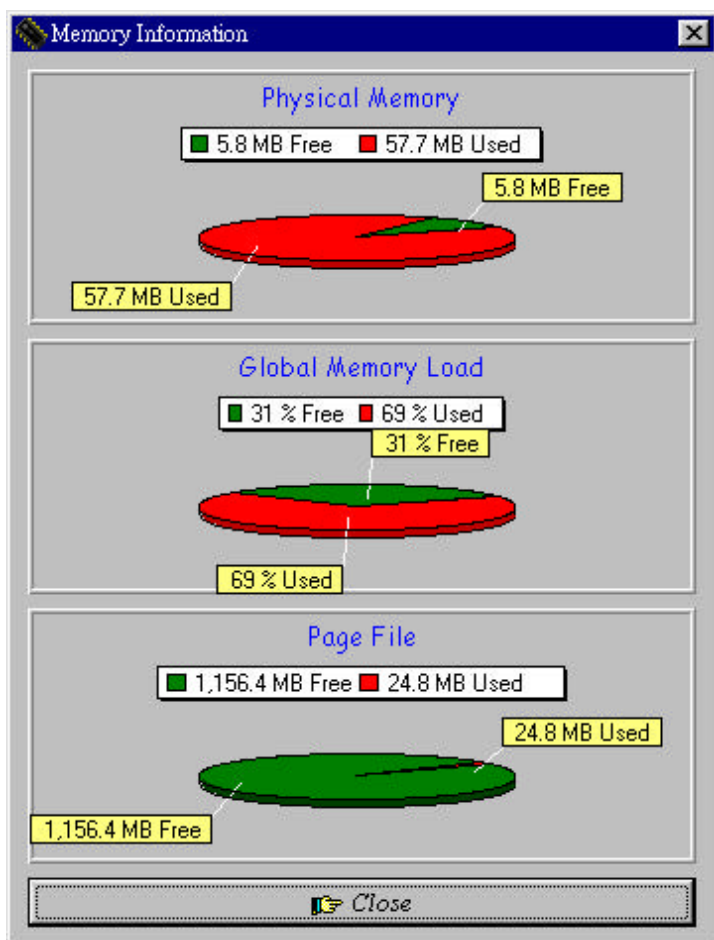 Memory Information
Physical Memory
5.8 MB Free 57.7 MB Used
5.8 MB Free
57.7 MB Used
Global Memory Load
31 % Free 69 % Used
31 % Free
69 % Used
Page File
1,156.4 MB Free 24.8 MB Used
24.8 MB Used
1,156.4 MB Free
Close